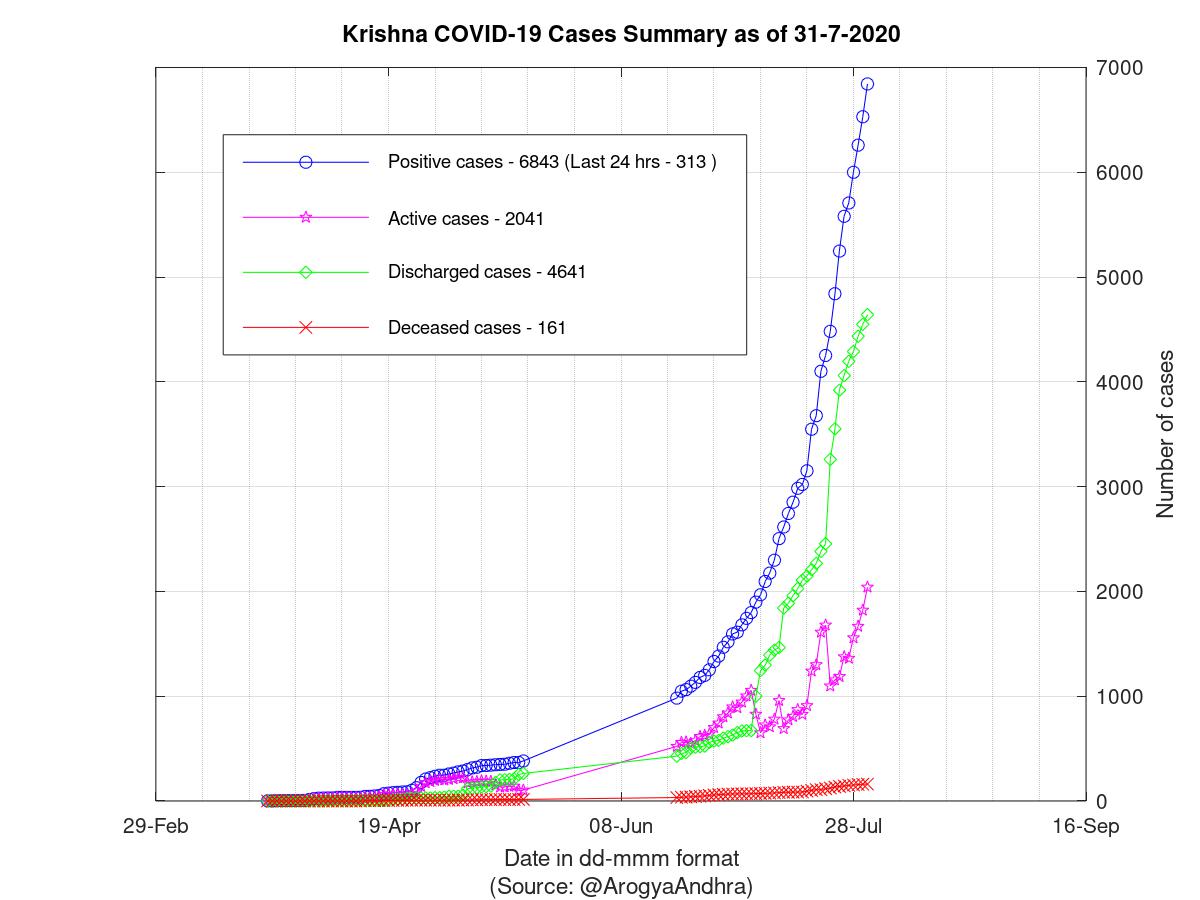 Krishna COVID-19 Cases Summary as of 31-7-2020
7000
Positive cases - 6843 (Last 24 hrs - 313 )
6000
Active cases - 2041
Discharged cases - 4641
5000
Deceased cases - 161
4000
Number of cases
3000
2000
1000
0
29-Feb 19-Apr 08-Jun 28-Jul 16-Sep
Date in dd-mmm format
(Source: @ArogyaAndhra)